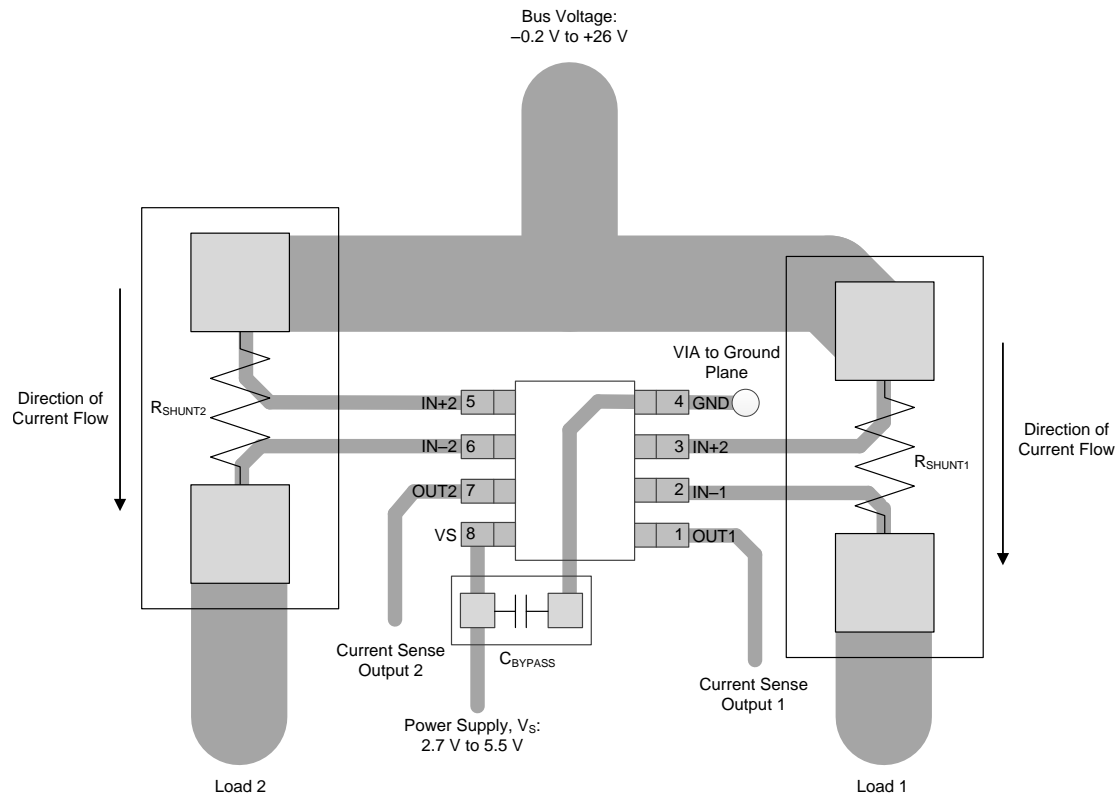 Bus Voltage:
–0.2 V to +26 V
VIA to Ground
Plane
Direction of
Current Flow
RSHUNT2
IN+2 5
4 GND
IN–2 6
3 IN+2
OUT2 7
2 IN–1
VS 8
1 OUT1
RSHUNT1
Direction of
Current Flow
CBYPASS
Current Sense
Output 2
Current Sense
Output 1
Power Supply, VS:
2.7 V to 5.5 V
Load 2
Load 1